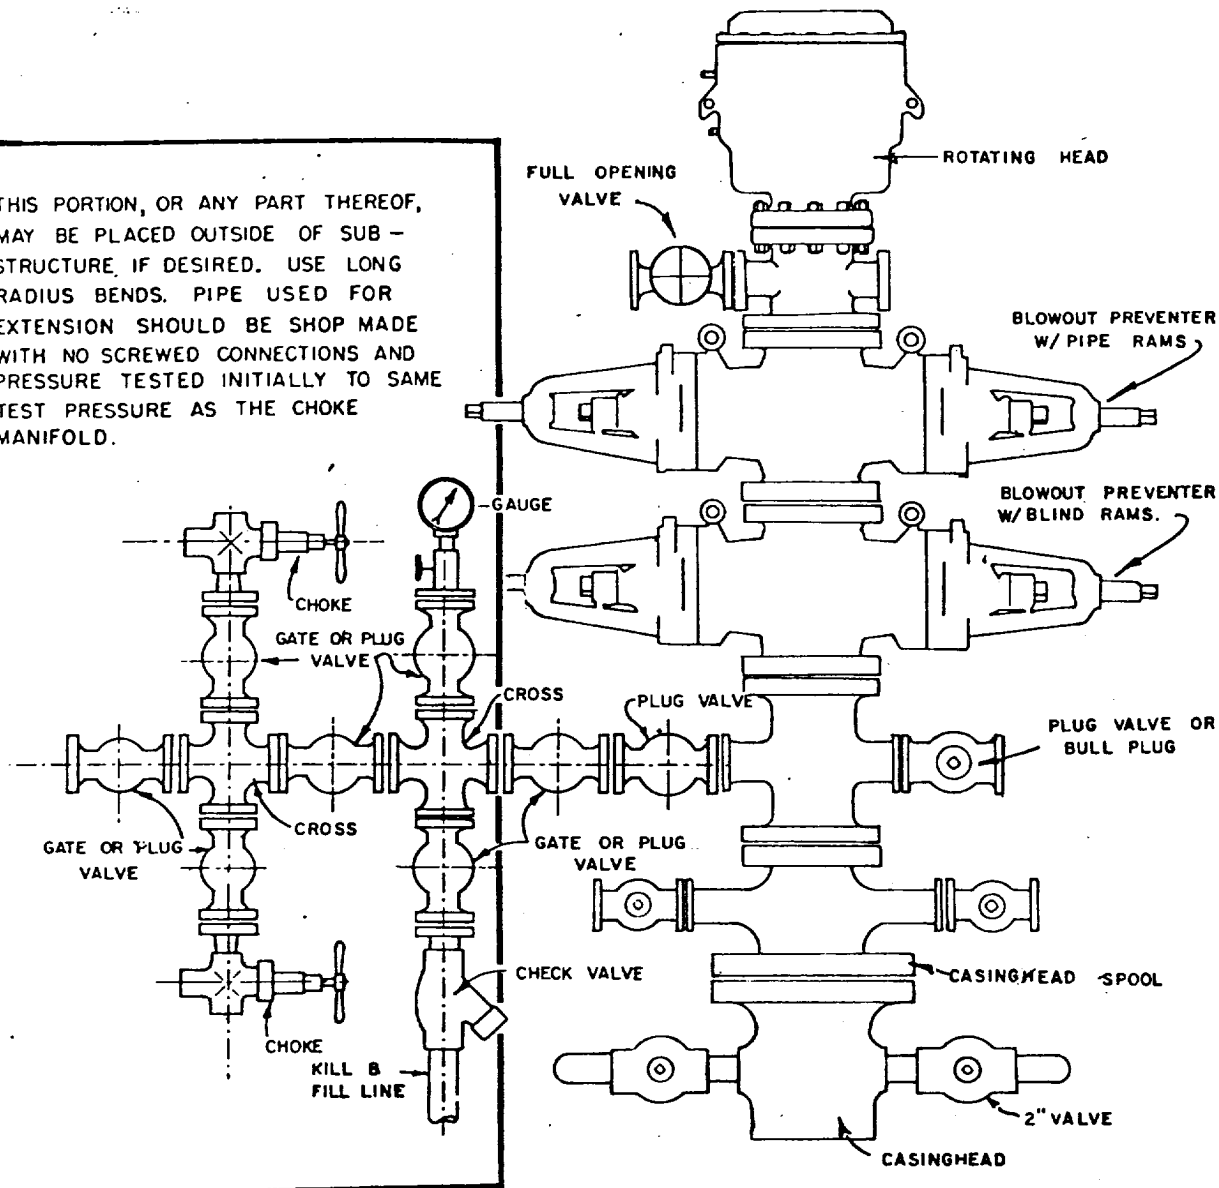 ROTATING HEAD
FULL OPENING
VALVE
THIS PORTION, OR ANY PART THEREOF,
MAY BE PLACED OUTSIDE OF SUB-
STRUCTURE IF DESIRED. USE LONG
RADIUS BENDS. PIPE USED FOR
EXTENSION SHOULD BE SHOP MADE
WITH NO SCREWED CONNECTIONS AND
PRESSURE TESTED INITIALLY TO SAME
TEST PRESSURE AS THE CHOKE
MANIFOLD.
BLOWOUT PREVENTER
W/ PIPE RAMS
BLOWOUT PREVENTER
W/BLIND RAMS.
GAUGE
CHOKE
GATE OR PLUG
VALVE
CROSS
PLUG VALVE
PLUG VALVE OR
BULL PLUG
CROSS
GATE OR PLUG
VALVE
GATE OR PLUG
VALVE
CHECK VALVE
CASINGHEAD SPOOL
CHOKE
KILL &
FILL LINE
2" VALVE
CASINGHEAD